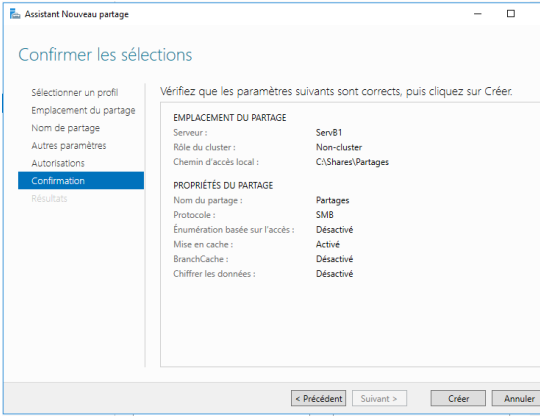 Assistant Nouveau partage
Confirmer les sélections
Sélectionner un profil
Emplacement du partage
Nom de partage
Autres paramètres
Autorisations
Confirmation
Résultats
Vérifiez que les paramètres suivants sont corrects, puis cliquez sur Créer.
EMPLACEMENT DU PARTAGE
Serveur : ServB1
Rôle du cluster : Non-cluster
Chemin d'accès local : C:\Shares\Partages
PROPRIÉTÉS DU PARTAGE
Nom du partage : Partages
Protocole : SMB
Énumération basée sur l'accès : Désactivé
Mise en cache : Activé
BranchCache : Désactivé
Chiffrer les données : Désactivé
< Précédent Suivant > Créer Annuler